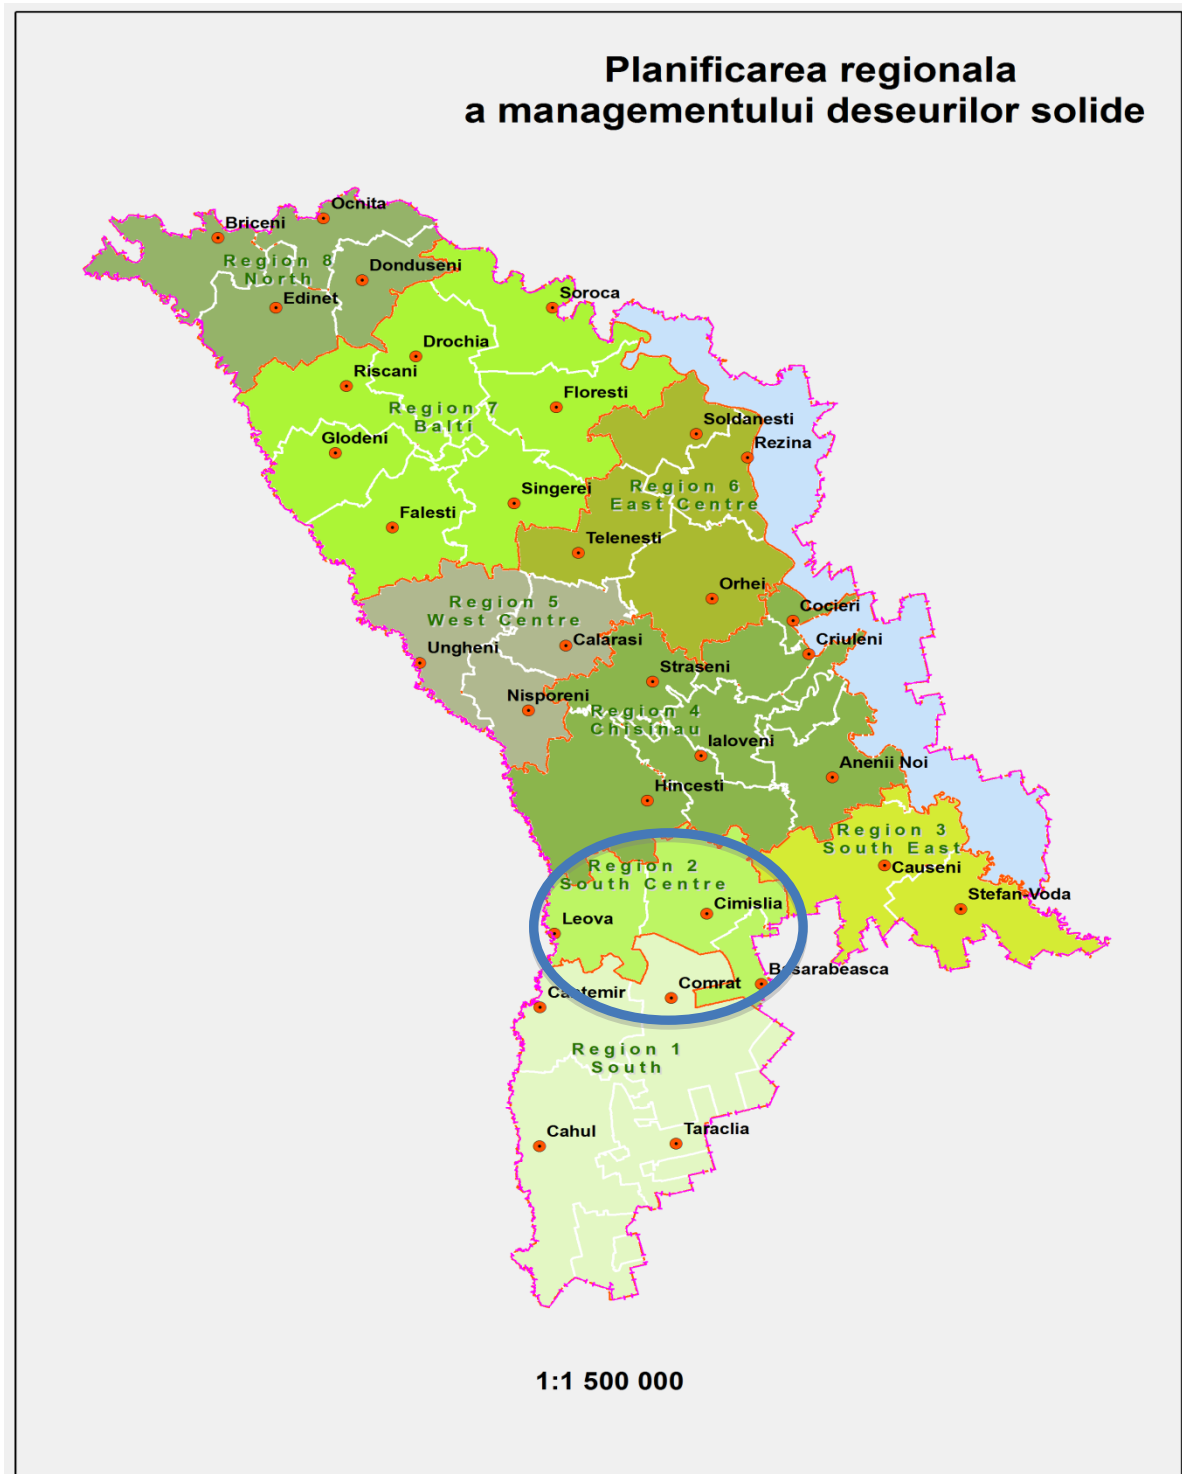 Planificarea regionala
a managementului deseurilor solide
Ocnita
Briceni
Region 8
North
Donduseni
Edinet
Soroca
Drochia
Riscani
Floresti
Region 7
Balti
Soldanesti
Glodeni
Rezina
Region 6
East Centre
Singerei
Falesti
Telenesti
Orhei
Region 5
West Centre
Cocieri
Calarasi
Criuleni
Ungheni
Straseni
Nisporeni
Region 4
Chisinau
Ialoveni
Anenii Noi
Hincesti
Region 3
South East
Region 2
South Centre
Causeni
Stefan-Voda
Cimislia
Leova
Basarabeasca
Comrat
Cantemir
Region 1
South
Cahul
Taraclia
1:1 500 000